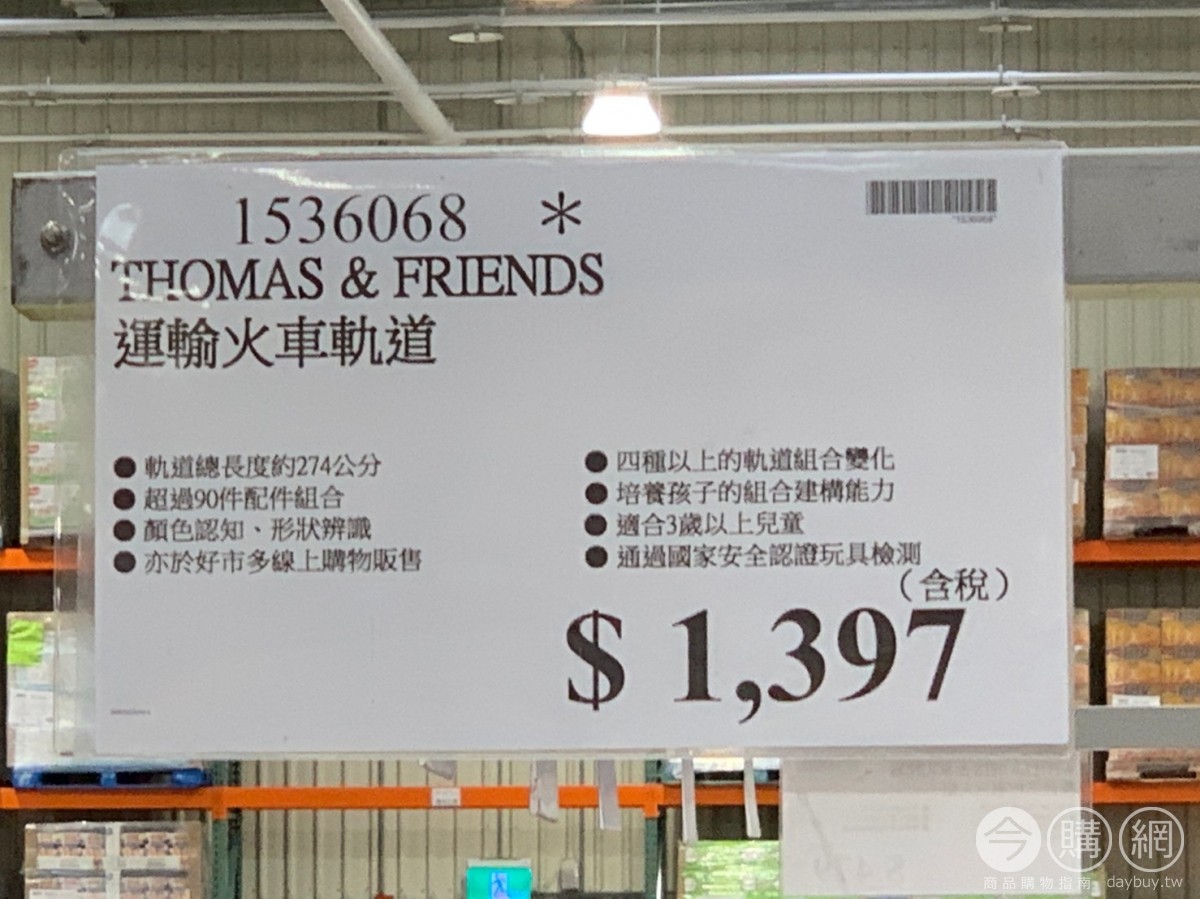 1536068 *
"1536068"
THOMAS & FRIENDS
運輸火車軌道
● 軌道總長度約274公分
● 超過90件配件組合
● 顏色認知、形狀辨識
● 亦於好市多線上購物販售
● 四種以上的軌道組合變化
● 培養孩子的組合建構能力
● 適合3歲以上兒童
● 通過國家安全認證玩具檢測
（含稅）
$ 1,397
今購網
商品購物指南 daybuy.tw